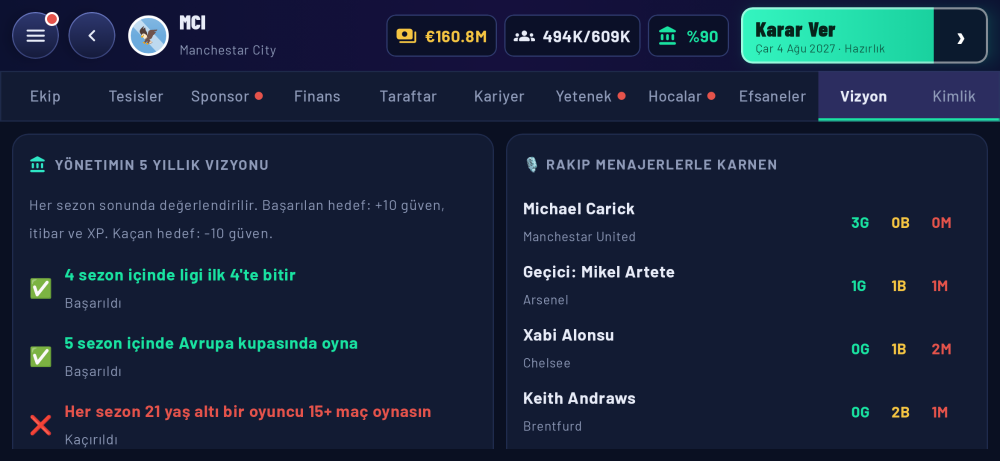 MCI
Manchestar City
€160.8M
494K/609K
%90
Karar Ver
Çar 4 Ağu 2027 · Hazırlık
Ekip
Tesisler
Sponsor
Finans
Taraftar
Kariyer
Yetenek
Hocalar
Efsaneler
Vizyon
Kimlik
YÖNETIMIN 5 YILLIK VIZYONU
Her sezon sonunda değerlendirilir. Başarılan hedef: +10 güven,
itibar ve XP. Kaçan hedef: -10 güven.
4 sezon içinde ligi ilk 4'te bitir
Başarıldı
5 sezon içinde Avrupa kupasında oyna
Başarıldı
Her sezon 21 yaş altı bir oyuncu 15+ maç oynasın
Kaçırıldı
RAKIP MENAJERLERLE KARNEN
Michael Carick
Manchestar United
3G 0B 0M
Geçici: Mikel Artete
Arsenel
1G 1B 1M
Xabi Alonsu
Chelsee
0G 1B 2M
Keith Andraws
Brentfurd
0G 2B 1M